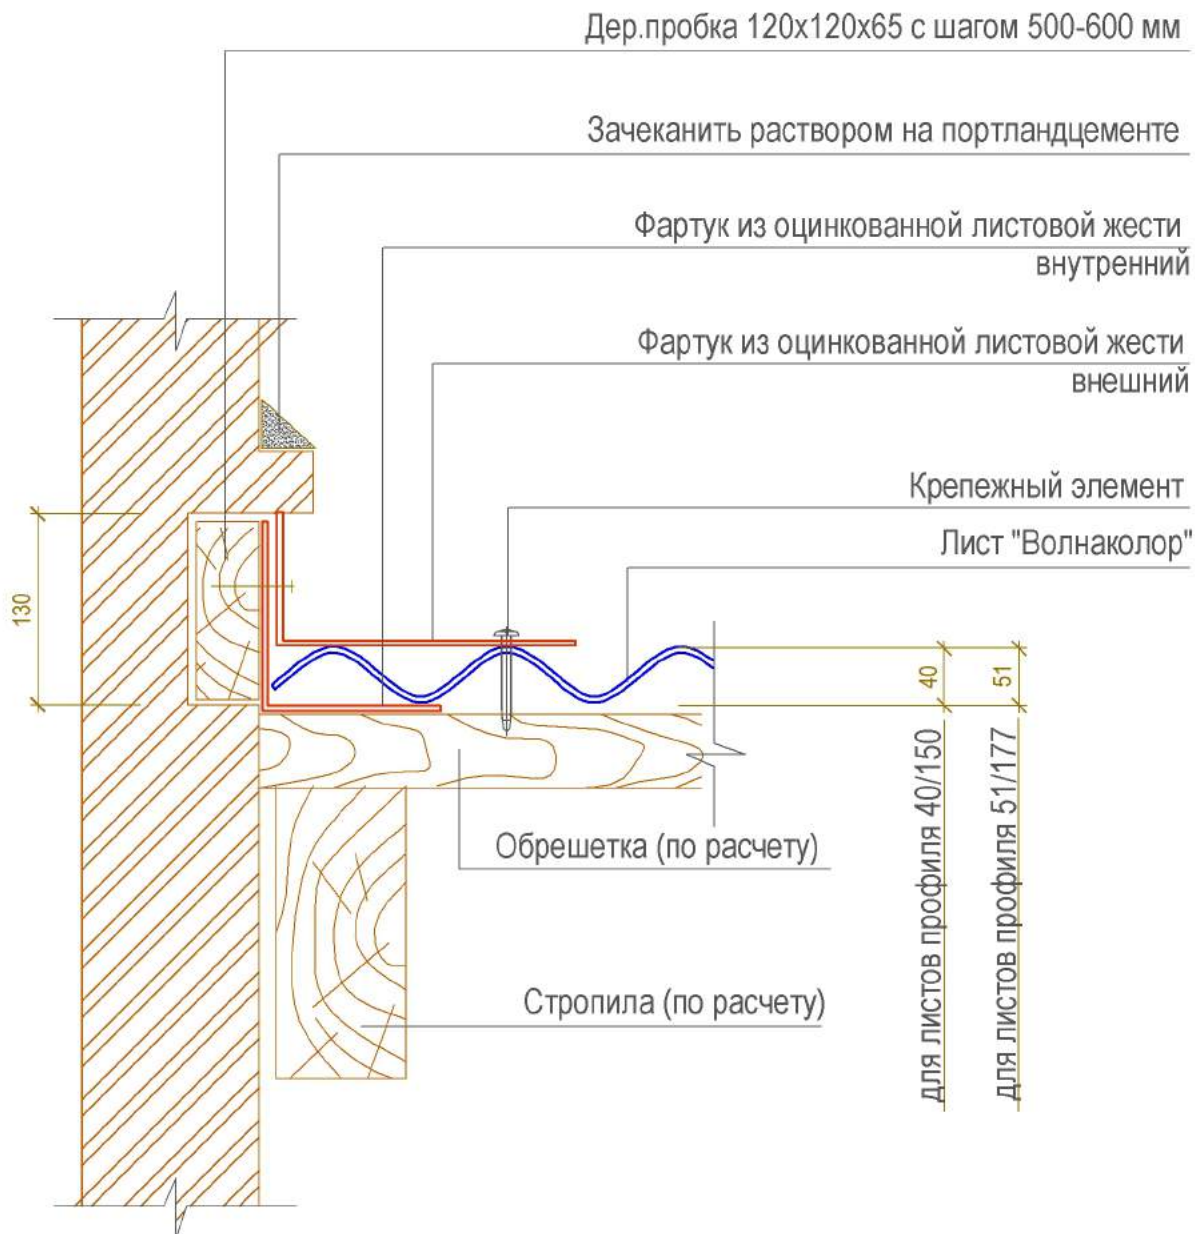 Дер.пробка 120х120х65 с шагом 500-600 мм
Зачеканить раствором на портландцементе
Фартук из оцинкованной листовой жести
внутренний
Фартук из оцинкованной листовой жести
внешний
Крепежный элемент
Лист "Волнаколор"
130
40
51
для листов профиля 40/150
для листов профиля 51/177
Обрешетка (по расчету)
Стропила (по расчету)